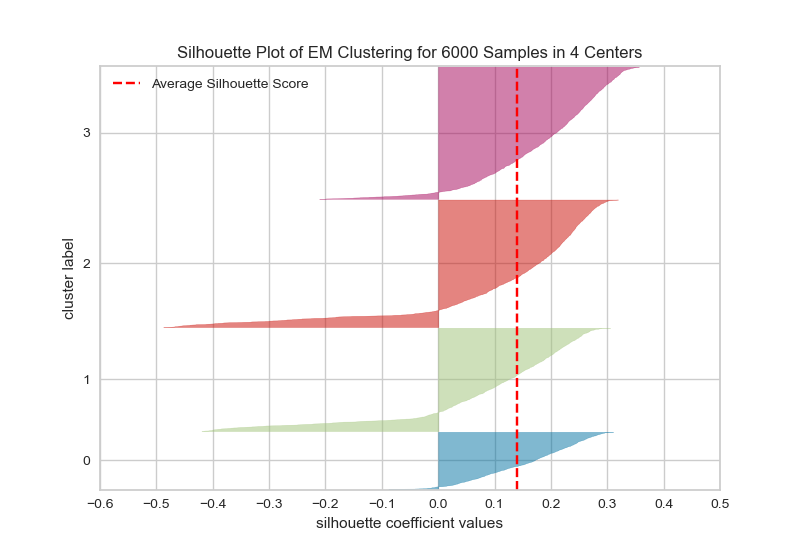 Silhouette Plot of EM Clustering for 6000 Samples in 4 Centers
Average Silhouette Score
3
2
1
0
cluster label
−0.6 −0.5 −0.4 −0.3 −0.2 −0.1 0.0 0.1 0.2 0.3 0.4 0.5
silhouette coefficient values